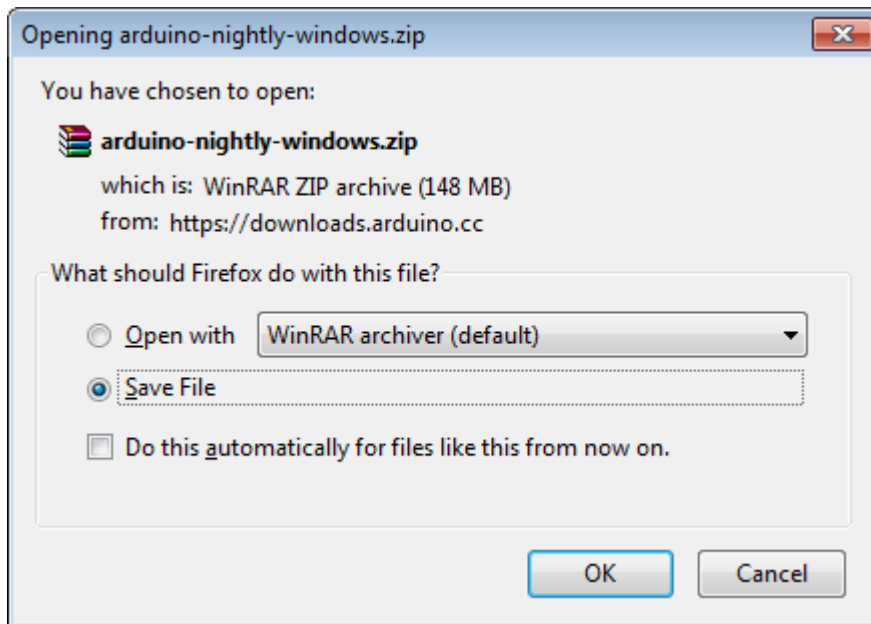 Opening arduino-nightly-windows.zip
You have chosen to open:
arduino-nightly-windows.zip
which is: WinRAR ZIP archive (148 MB)
from: https://downloads.arduino.cc
What should Firefox do with this file?
Open with WinRAR archiver (default)
Save File
Do this automatically for files like this from now on.
OK Cancel